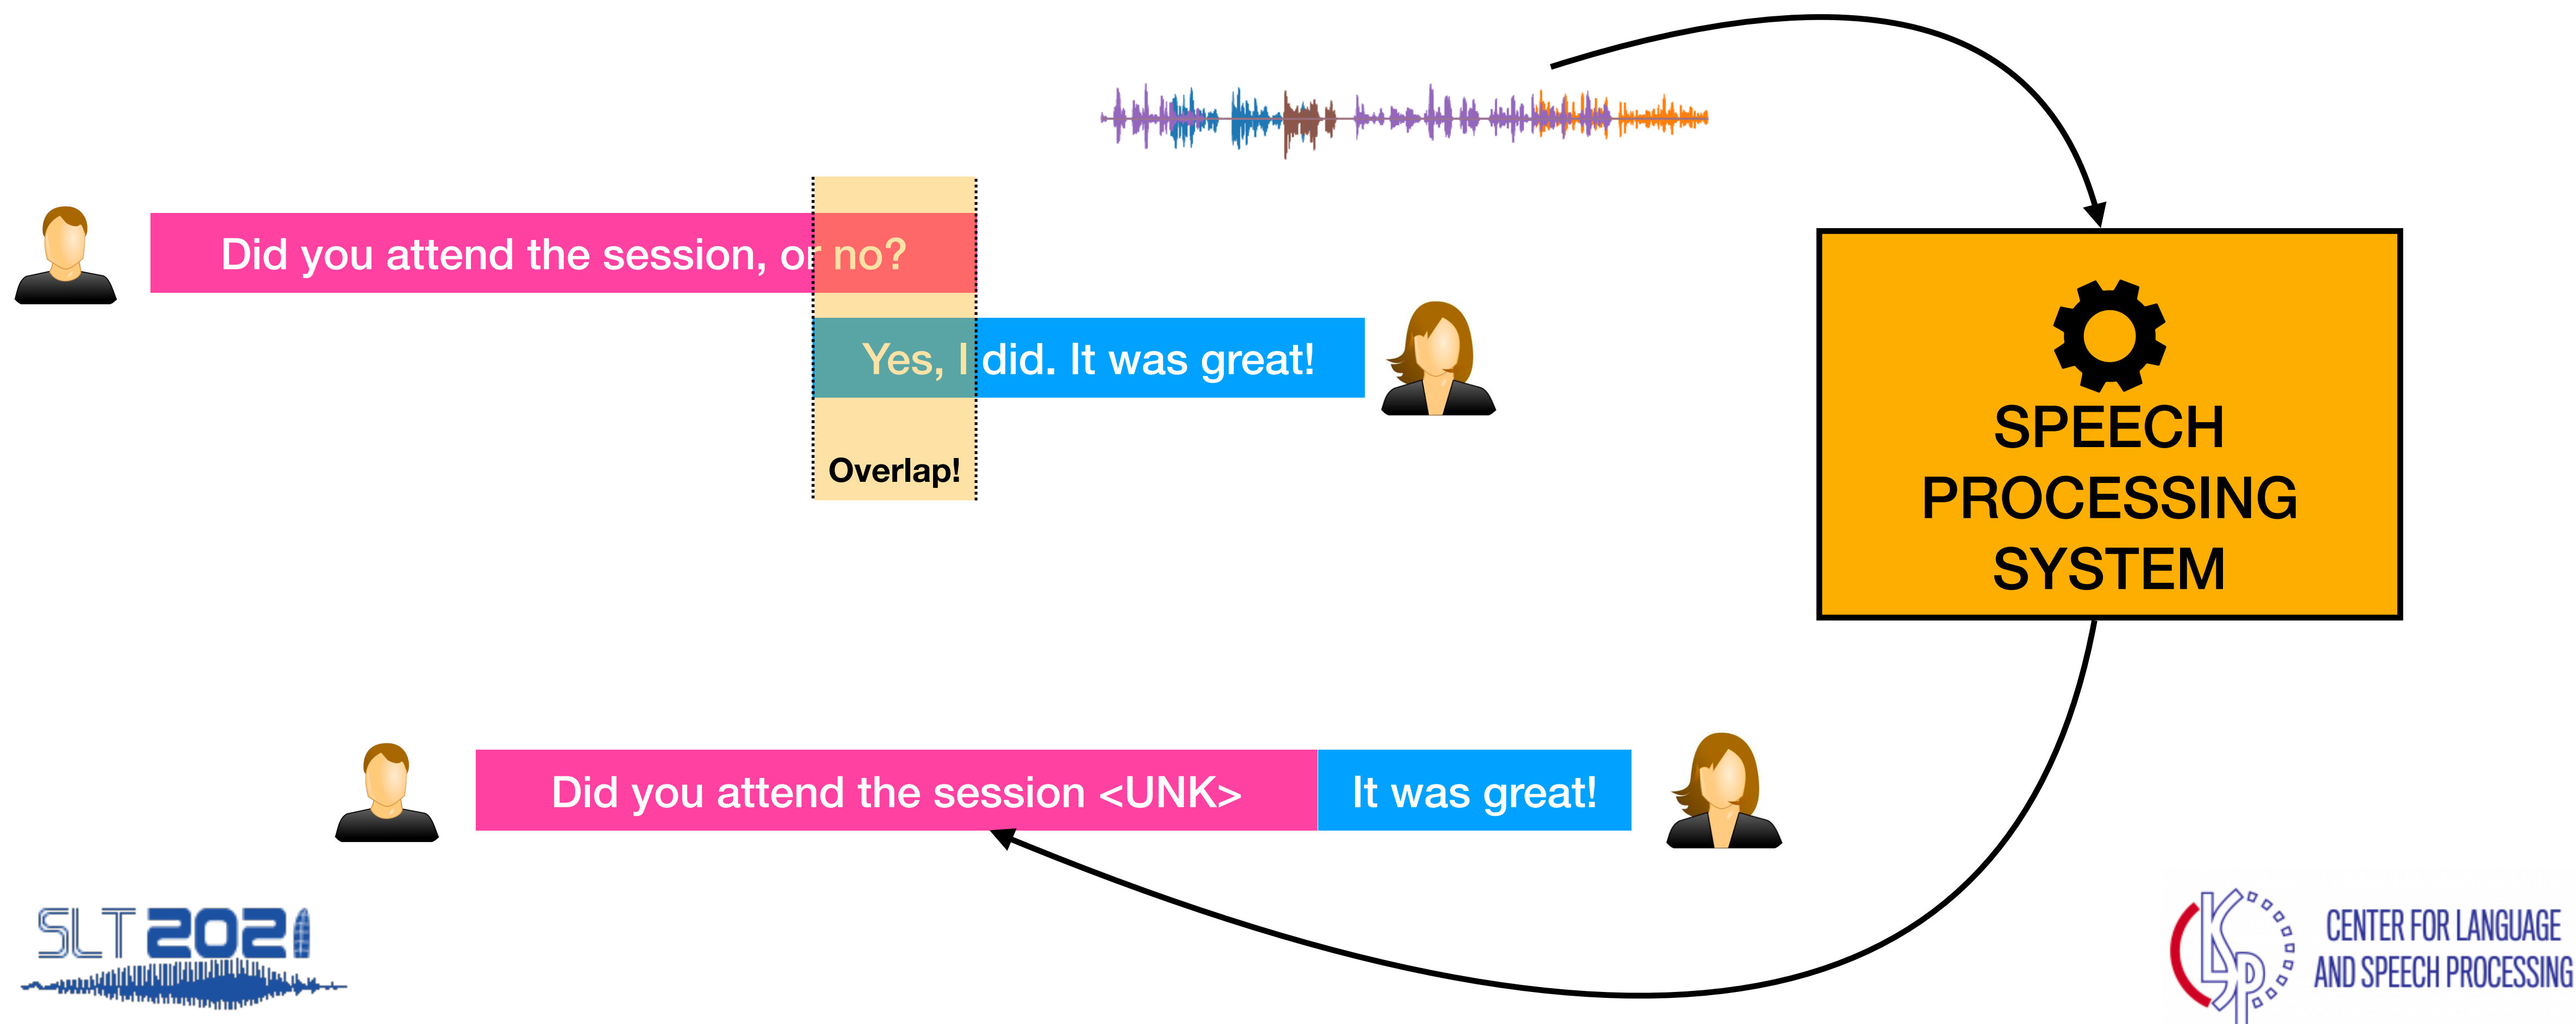 Did you attend the session, or no?
Yes, I did. It was great!
Overlap!
SPEECH
PROCESSING
SYSTEM
Did you attend the session <UNK>
It was great!
SLT 2021
CLSP
CENTER FOR LANGUAGE
AND SPEECH PROCESSING